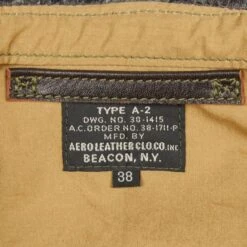 TYPE A-2
DWG. NO. 30-1415
A.C. ORDER NO. 38-1711-P
MFD. BY
AERO LEATHER CLO. CO. INC
BEACON, N.Y.
38